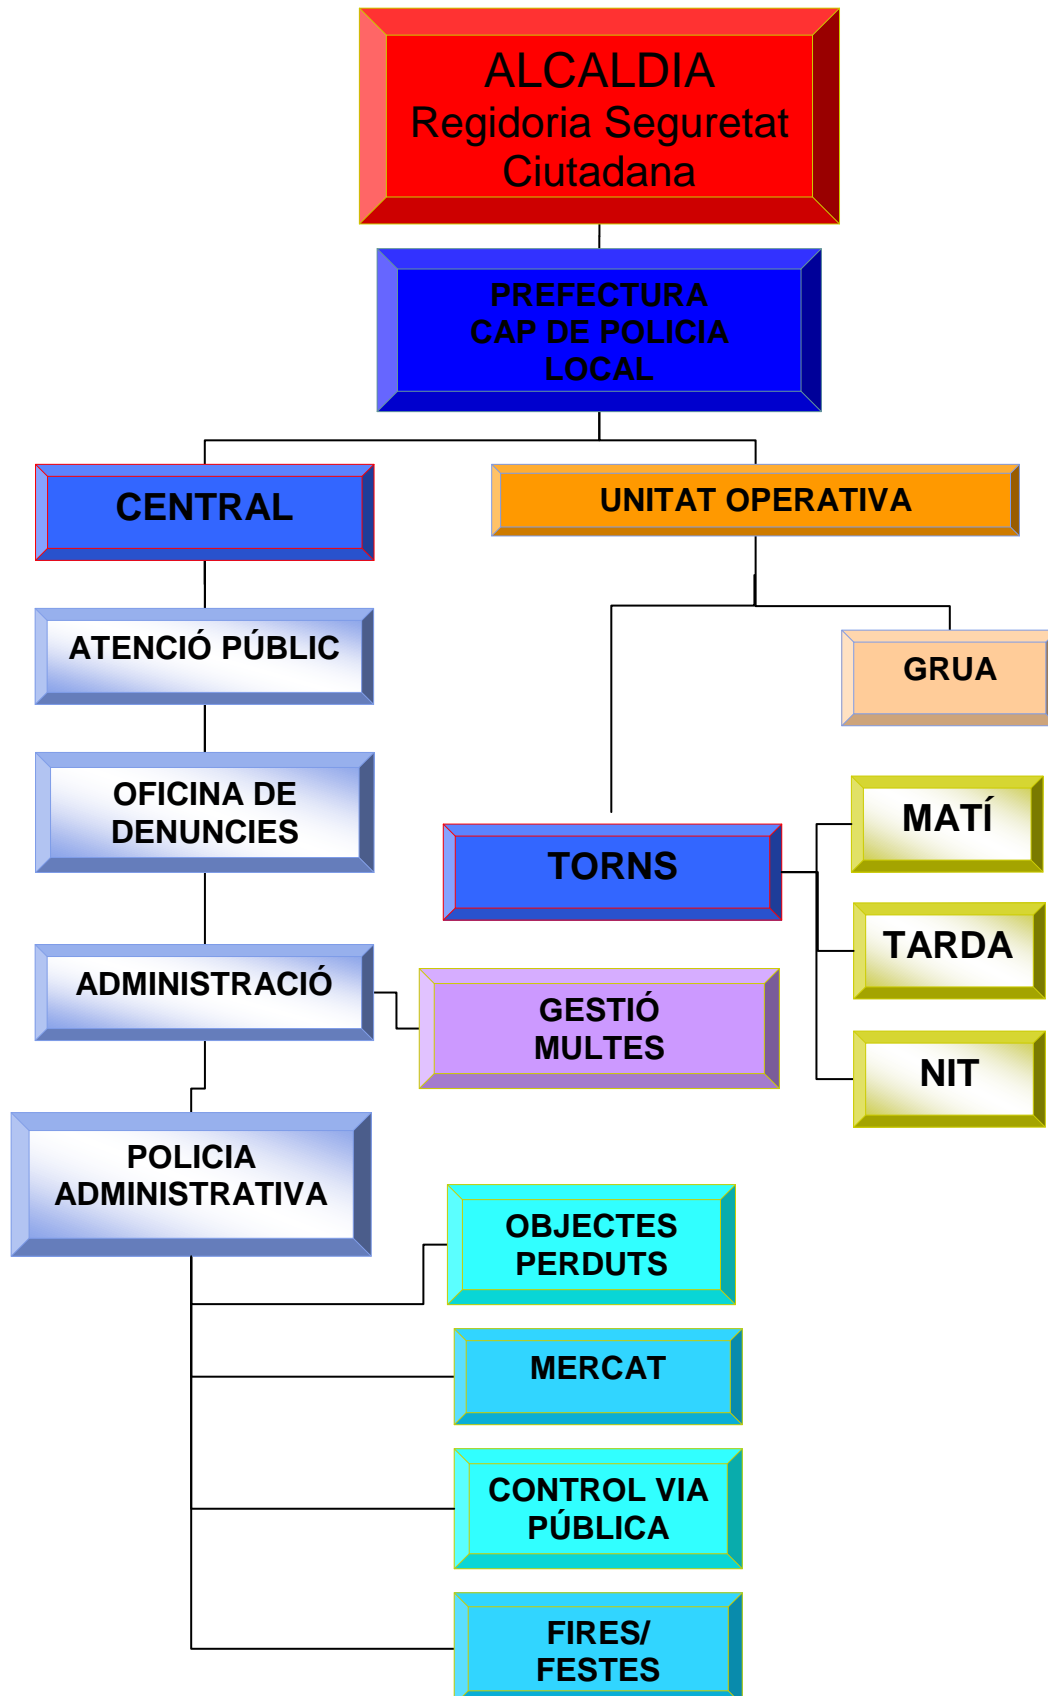 ALCALDIA
Regidoria Seguretat
Ciutadana
PREFECTURA
CAP DE POLICIA
LOCAL
CENTRAL
UNITAT OPERATIVA
ATENCIÓ PÚBLIC
GRUA
OFICINA DE
DENUNCIES
TORNS
MATÍ
TARDA
NIT
ADMINISTRACIÓ
GESTIÓ
MULTES
POLICIA
ADMINISTRATIVA
OBJECTES
PERDUTS
MERCAT
CONTROL VIA
PÚBLICA
FIRES/
FESTES